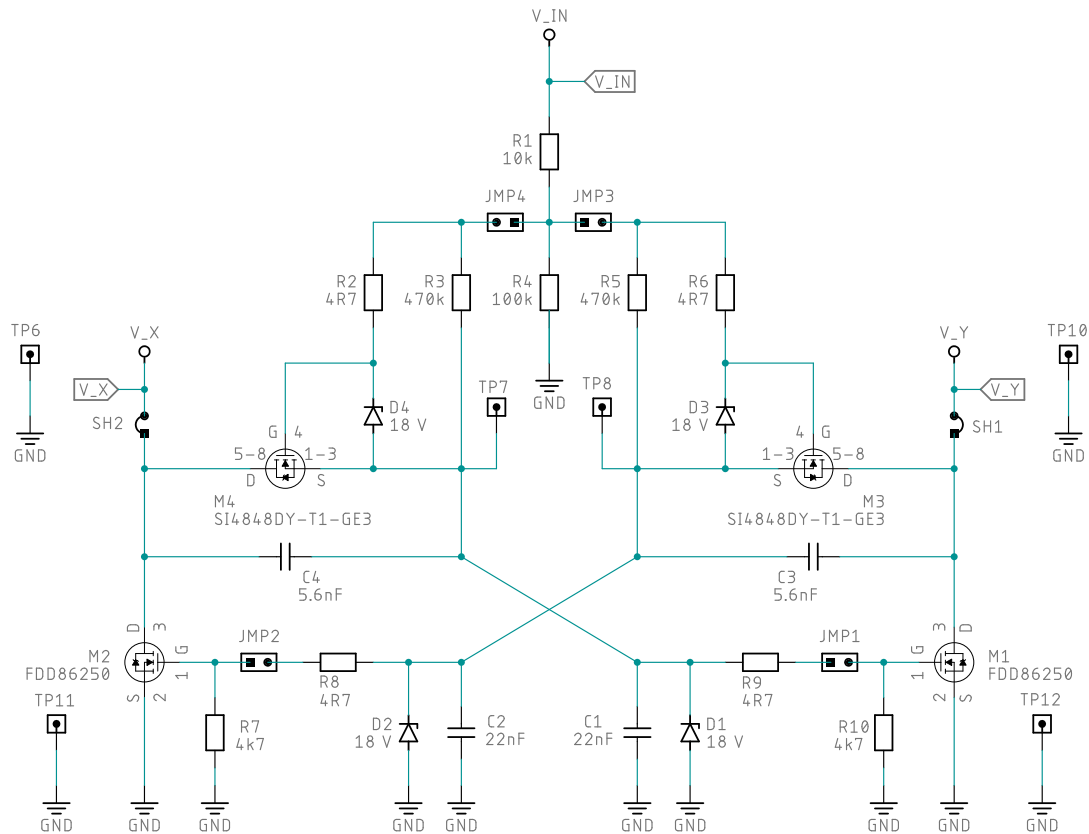 V_IN
V_IN
R1
10k
JMP4
JMP3
R2
4R7
R3
470k
R4
100k
R5
470k
R6
4R7
TP6
V_X
V_Y
TP10
V_X
TP7
TP8
V_Y
GND
D4
18 V
D3
18 V
SH2
SH1
GND
GND
G
4
4
G
5-8
1-3
1-3
5-8
D
S
S
D
M4
SI4848DY-T1-GE3
M3
SI4848DY-T1-GE3
C4
5.6nF
C3
5.6nF
D
3
3
D
JMP2
JMP1
M2
FDD86250
G
1
S
2
R8
4R7
R9
4R7
G
1
2
S
M1
FDD86250
TP11
TP12
R7
4k7
D2
18 V
C2
22nF
C1
22nF
D1
18 V
R10
4k7
GND
GND
GND
GND
GND
GND
GND
GND
GND
GND